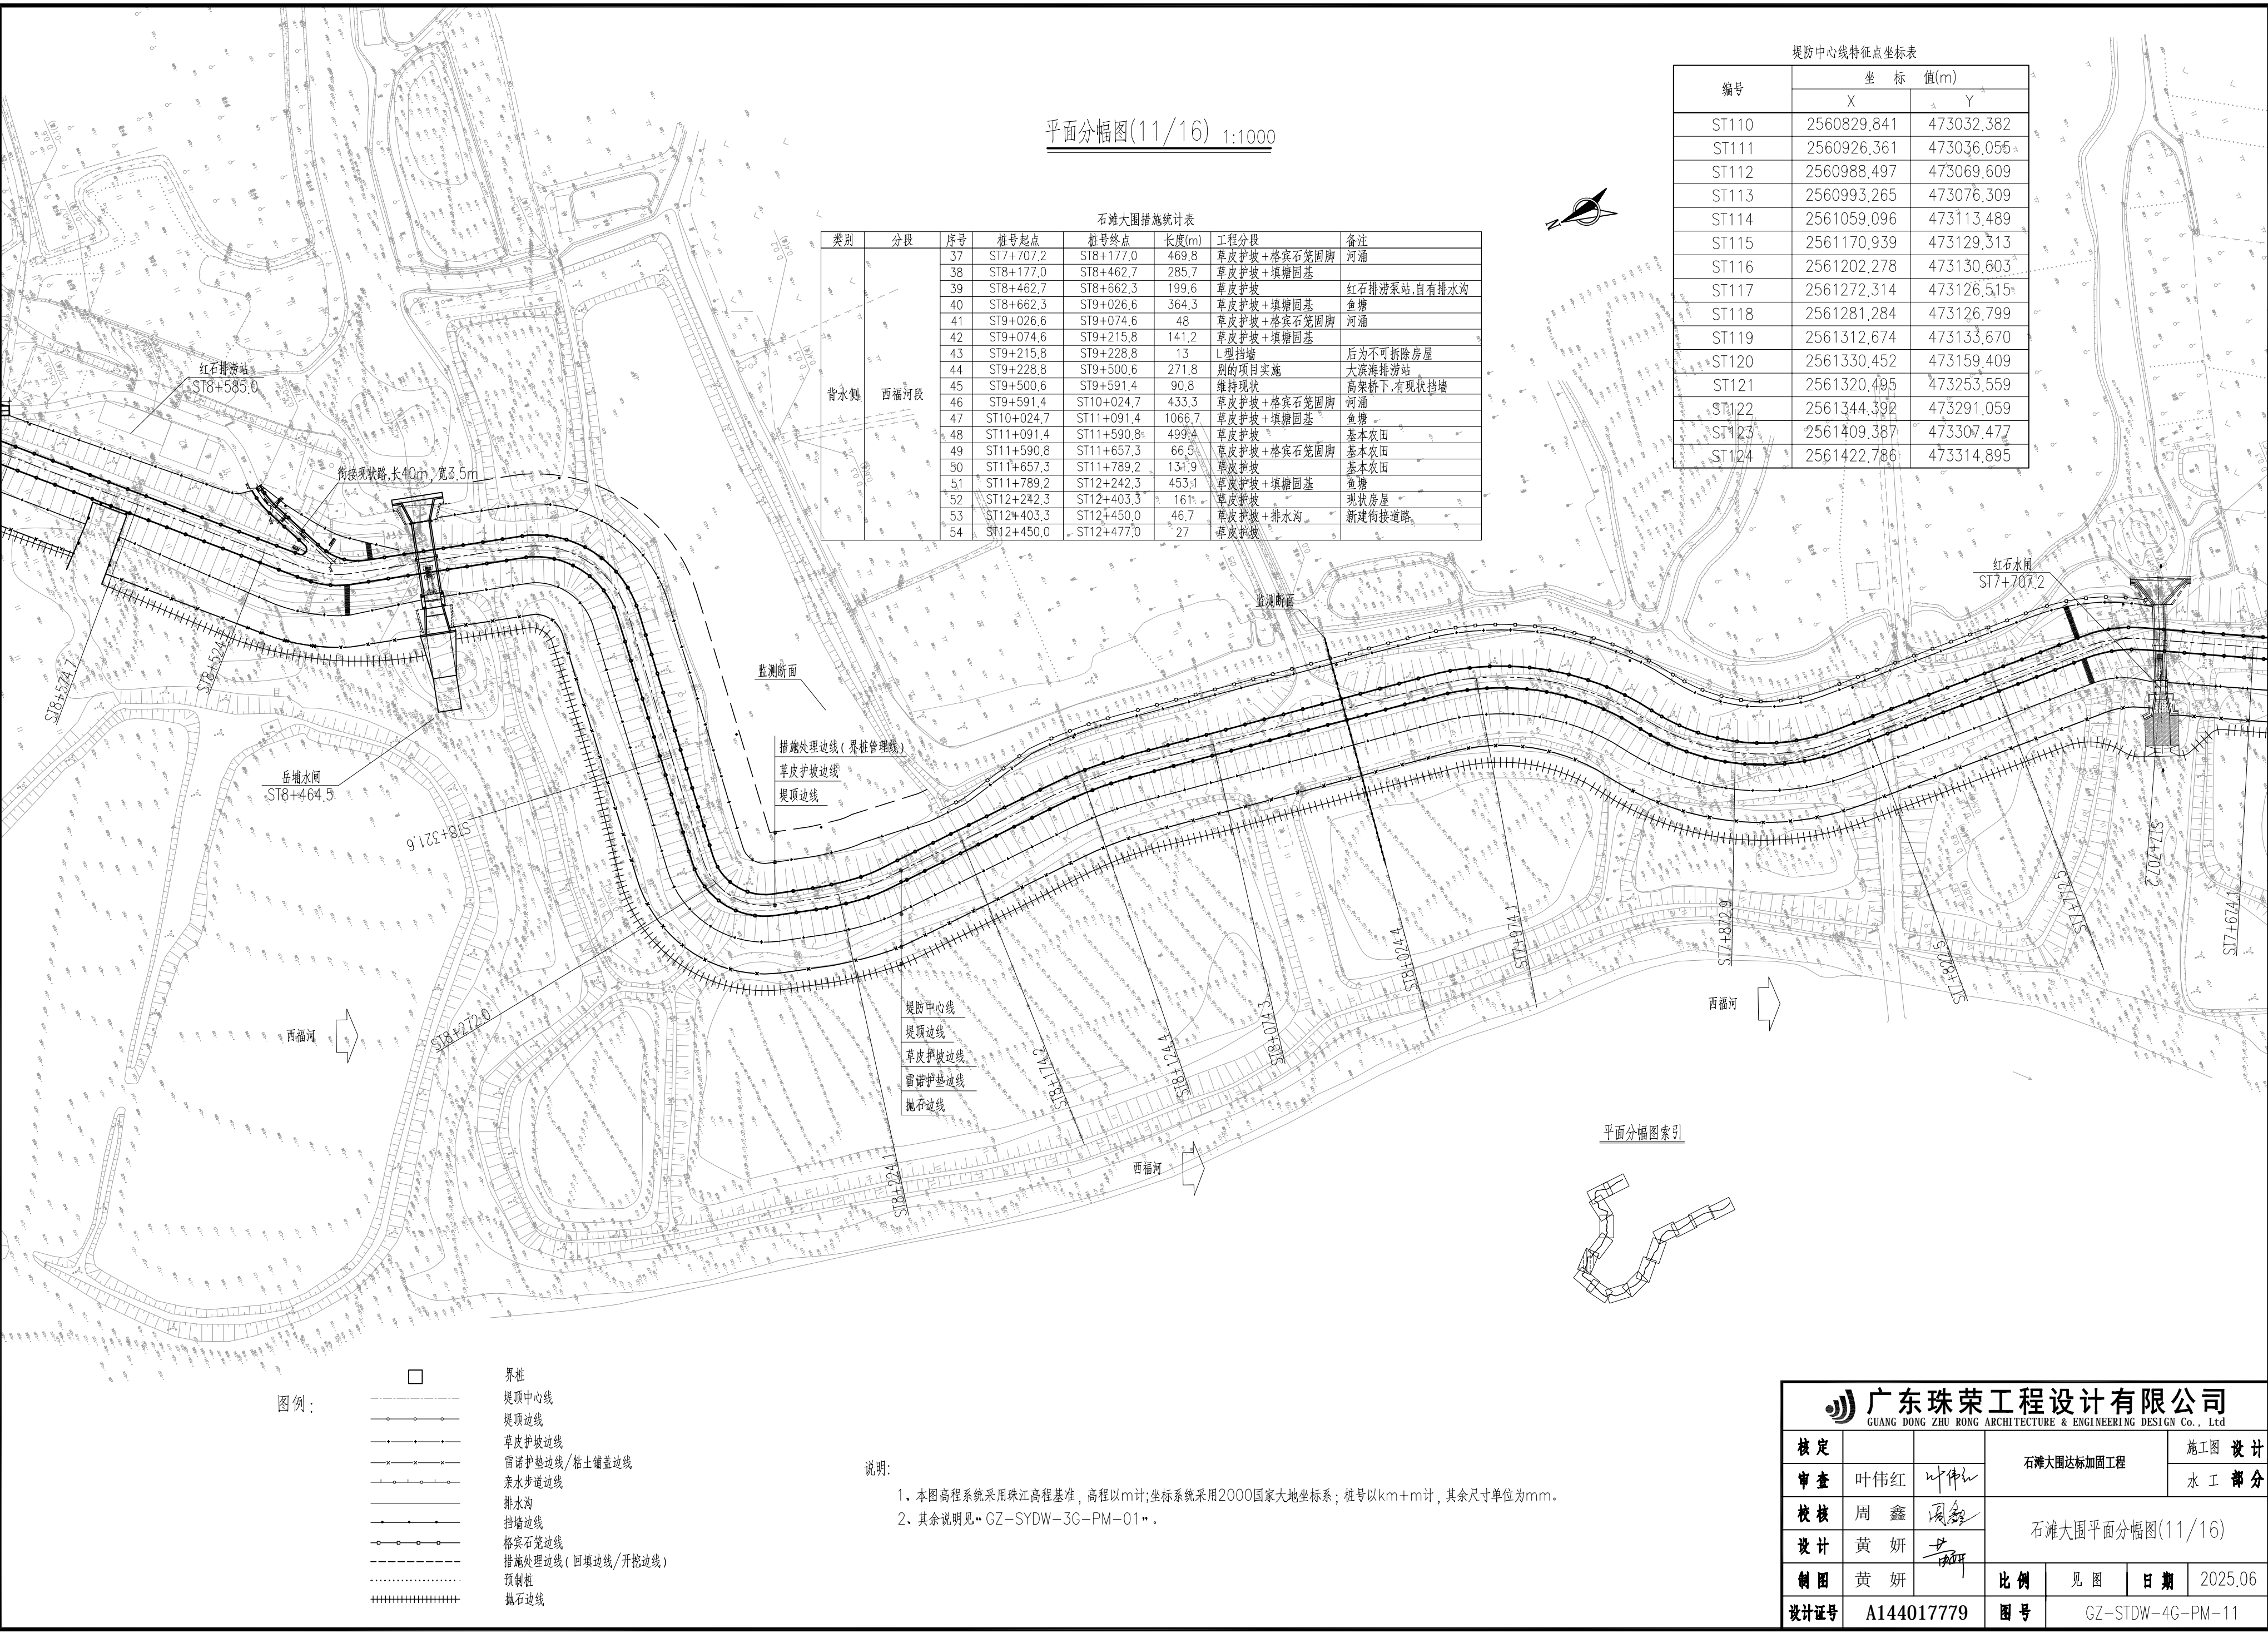 平面分幅图(11/16) 1:1000
堤防中心线特征点坐标表
编号 坐 标 值(m)
X Y
ST110 2560829.841 473032.382
ST111 2560926.361 473036.055
ST112 2560988.497 473069.609
ST113 2560993.265 473076.309
ST114 2561059.096 473113.489
ST115 2561170.939 473129.313
ST116 2561202.278 473130.603
ST117 2561272.314 473126.515
ST118 2561281.284 473126.799
ST119 2561312.674 473133.670
ST120 2561330.452 473159.409
ST121 2561320.495 473253.559
ST122 2561344.392 473291.059
ST123 2561409.387 473307.477
ST124 2561422.786 473314.895
石滩大围措施统计表
类别 分段 序号 桩号起点 桩号终点 长度(m) 工程分段 备注
背水侧 西福河段
37 ST7+707.2 ST8+177.0 469.8 草皮护坡+格宾石笼固脚 河涌
38 ST8+177.0 ST8+462.7 285.7 草皮护坡+填塘固基
39 ST8+462.7 ST8+662.3 199.6 草皮护坡 红石排涝泵站,自有排水沟
40 ST8+662.3 ST9+026.6 364.3 草皮护坡+填塘固基 鱼塘
41 ST9+026.6 ST9+074.6 48 草皮护坡+格宾石笼固脚 河涌
42 ST9+074.6 ST9+215.8 141.2 草皮护坡+填塘固基
43 ST9+215.8 ST9+228.8 13 L型挡墙 后为不可拆除房屋
44 ST9+228.8 ST9+500.6 271.8 别的项目实施 大滨海排涝站
45 ST9+500.6 ST9+591.4 90.8 维持现状 高架桥下,有现状挡墙
46 ST9+591.4 ST10+024.7 433.3 草皮护坡+格宾石笼固脚 河涌
47 ST10+024.7 ST11+091.4 1066.7 草皮护坡+填塘固基 鱼塘
48 ST11+091.4 ST11+590.8 499.4 草皮护坡 基本农田
49 ST11+590.8 ST11+657.3 66.5 草皮护坡+格宾石笼固脚 基本农田
50 ST11+657.3 ST11+789.2 131.9 草皮护坡 基本农田
51 ST11+789.2 ST12+242.3 453.1 草皮护坡+填塘固基 鱼塘
52 ST12+242.3 ST12+403.3 161 草皮护坡 现状房屋
53 ST12+403.3 ST12+450.0 46.7 草皮护坡+排水沟 新建衔接道路
54 ST12+450.0 ST12+477.0 27 草皮护坡
红石排涝站
ST8+585.0
衔接现状路,长40m,宽3.5m
红石水闸
ST7+707.2
监测断面
监测断面
措施处理边线(界桩管理线)
草皮护坡边线
堤顶边线
岳埔水闸
ST8+464.5
ST8+574.7
ST8+321.6
ST8+272.0
ST8+224.1
ST8+174.2
ST8+124.4
ST8+074.3
ST8+024.4
ST7+974.1
ST7+872.9
ST7+822.5
ST7+772.5
ST7+707.2
ST7+674.1
堤防中心线
堤顶边线
草皮护坡边线
雷诺护垫边线
抛石边线
西福河
西福河
西福河
平面分幅图索引
图例:
界桩
堤顶中心线
堤顶边线
草皮护坡边线
雷诺护垫边线/粘土铺盖边线
亲水步道边线
排水沟
挡墙边线
格宾石笼边线
措施处理边线(回填边线/开挖边线)
预制桩
抛石边线
说明:
1、本图高程系统采用珠江高程基准,高程以m计;坐标系统采用2000国家大地坐标系;桩号以km+m计,其余尺寸单位为mm。
2、其余说明见"GZ-SYDW-3G-PM-01"。
广东珠荣工程设计有限公司
GUANG DONG ZHU RONG ARCHITECTURE & ENGINEERING DESIGN Co., Ltd
核定 石滩大围达标加固工程 施工图 设计
审查 叶伟红 叶伟红 水工 部分
校核 周鑫 周鑫 石滩大围平面分幅图(11/16)
设计 黄妍 黄妍
制图 黄妍 比例 见图 日期 2025.06
设计证号 A144017779 图号 GZ-STDW-4G-PM-11